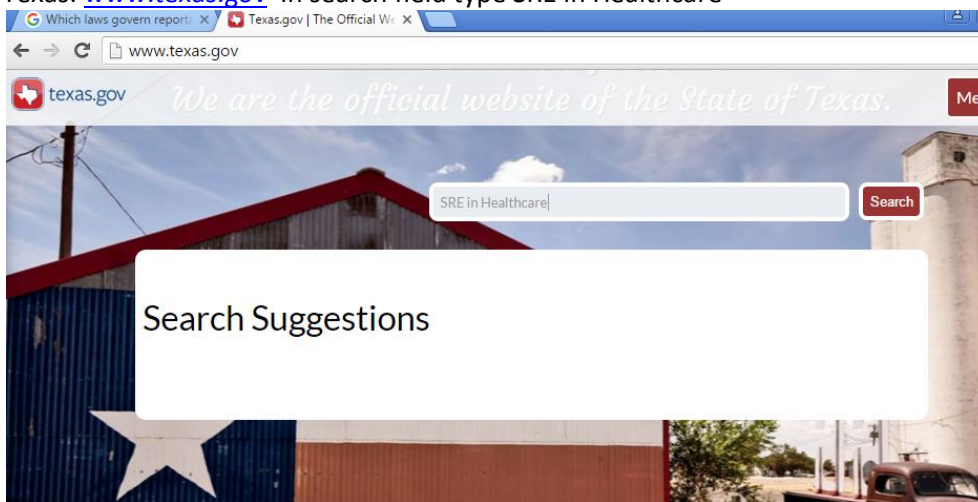 Texas: www.texas.gov In search field type SRE in Healthcare
Which laws govern report
Texas.gov | The Official We
www.texas.gov
texas.gov
We are the official website of the State of Texas.
Me
SRE in Healthcare
Search
Search Suggestions